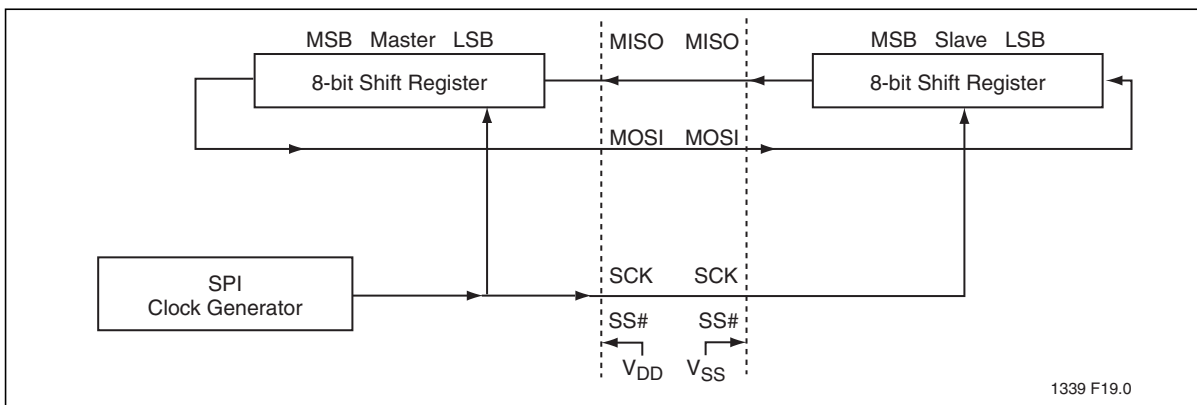 MSB Master LSB
8-bit Shift Register
MISO MISO
MSB Slave LSB
8-bit Shift Register
MOSI MOSI
SPI
Clock Generator
SCK SCK
SS# SS#
VDD VSS
1339 F19.0